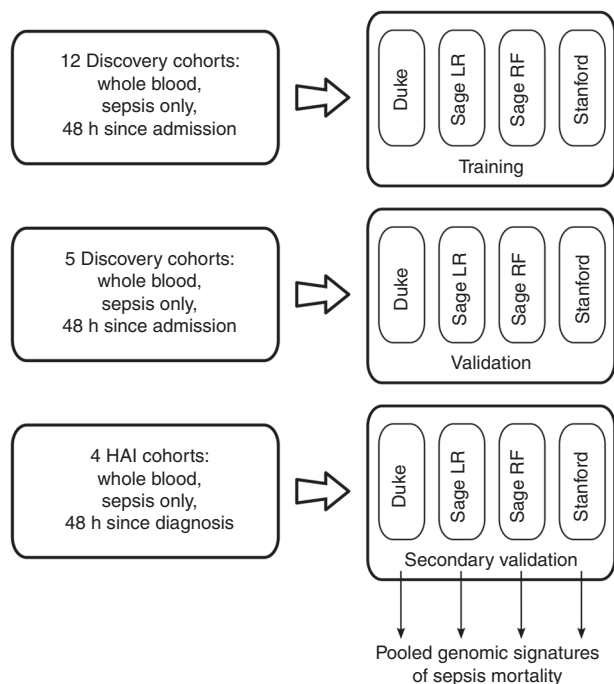 12 Discovery cohorts:
whole blood,
sepsis only,
48 h since admission
Duke
Sage LR
Sage RF
Stanford
Training
5 Discovery cohorts:
whole blood,
sepsis only,
48 h since admission
Duke
Sage LR
Sage RF
Stanford
Validation
4 HAI cohorts:
whole blood,
sepsis only,
48 h since diagnosis
Duke
Sage LR
Sage RF
Stanford
Secondary validation
Pooled genomic signatures
of sepsis mortality